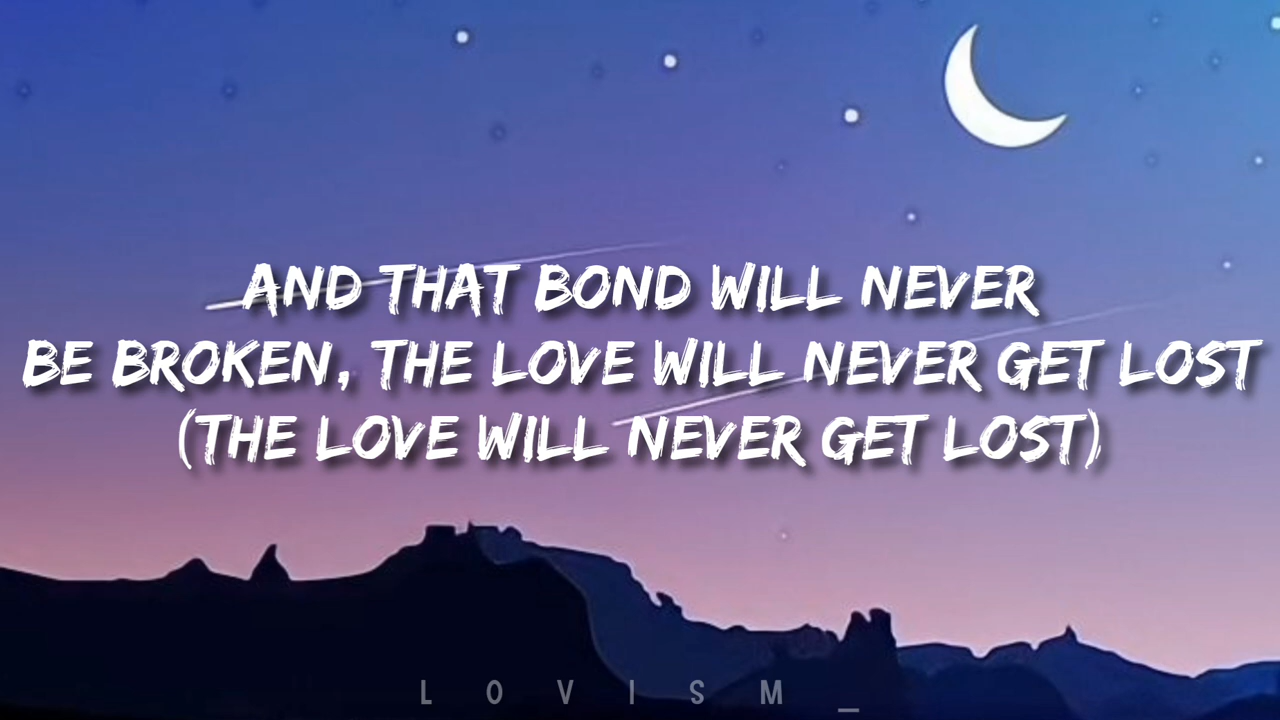 AND THAT BOND WILL NEVER
BE BROKEN, THE LOVE WILL NEVER GET LOST
(THE LOVE WILL NEVER GET LOST)
LOVISM_